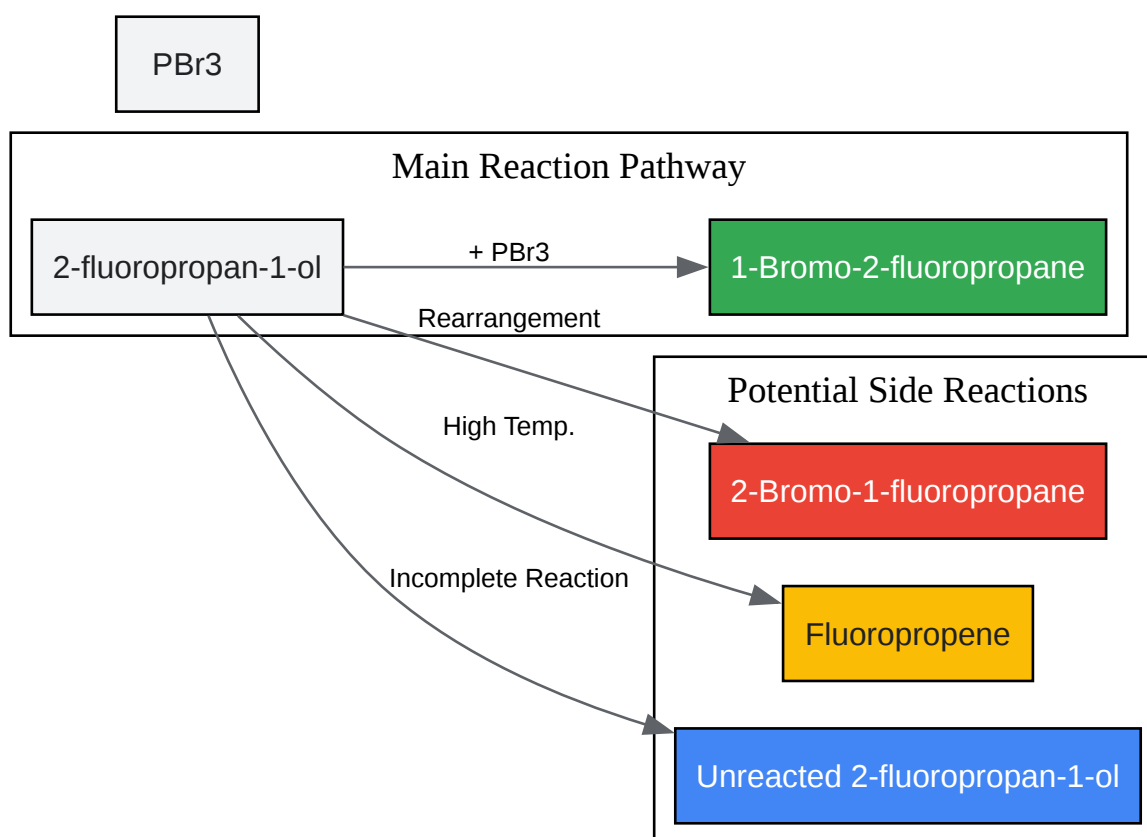 PBr3
Main Reaction Pathway
2-fluoropropan-1-ol
+ PBr3
1-Bromo-2-fluoropropane
Rearrangement
Potential Side Reactions
High Temp.
2-Bromo-1-fluoropropane
Incomplete Reaction
Fluoropropene
Unreacted 2-fluoropropan-1-ol